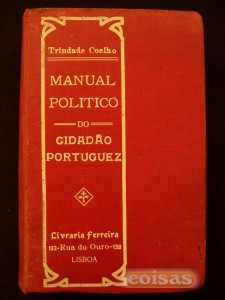 Trindade Coelho
MANUAL
POLITICO
DO
CIDADÃO
PORTUGUEZ
Livraria Ferreira
132-Rua do Ouro-138
LISBOA
coisas